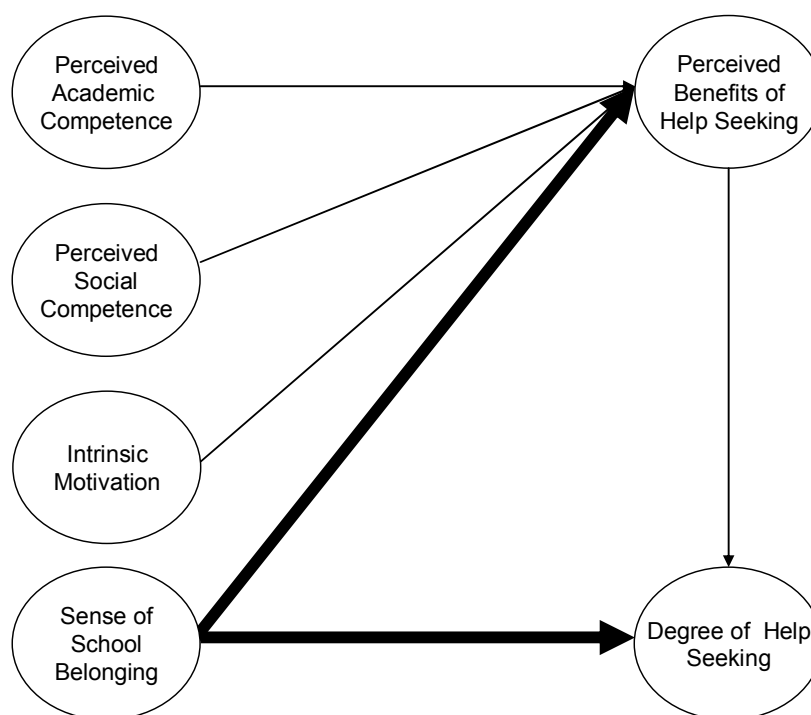 Perceived
Academic
Competence
Perceived
Benefits of
Help Seeking
Perceived
Social
Competence
Intrinsic
Motivation
Sense of
School
Belonging
Degree of Help
Seeking